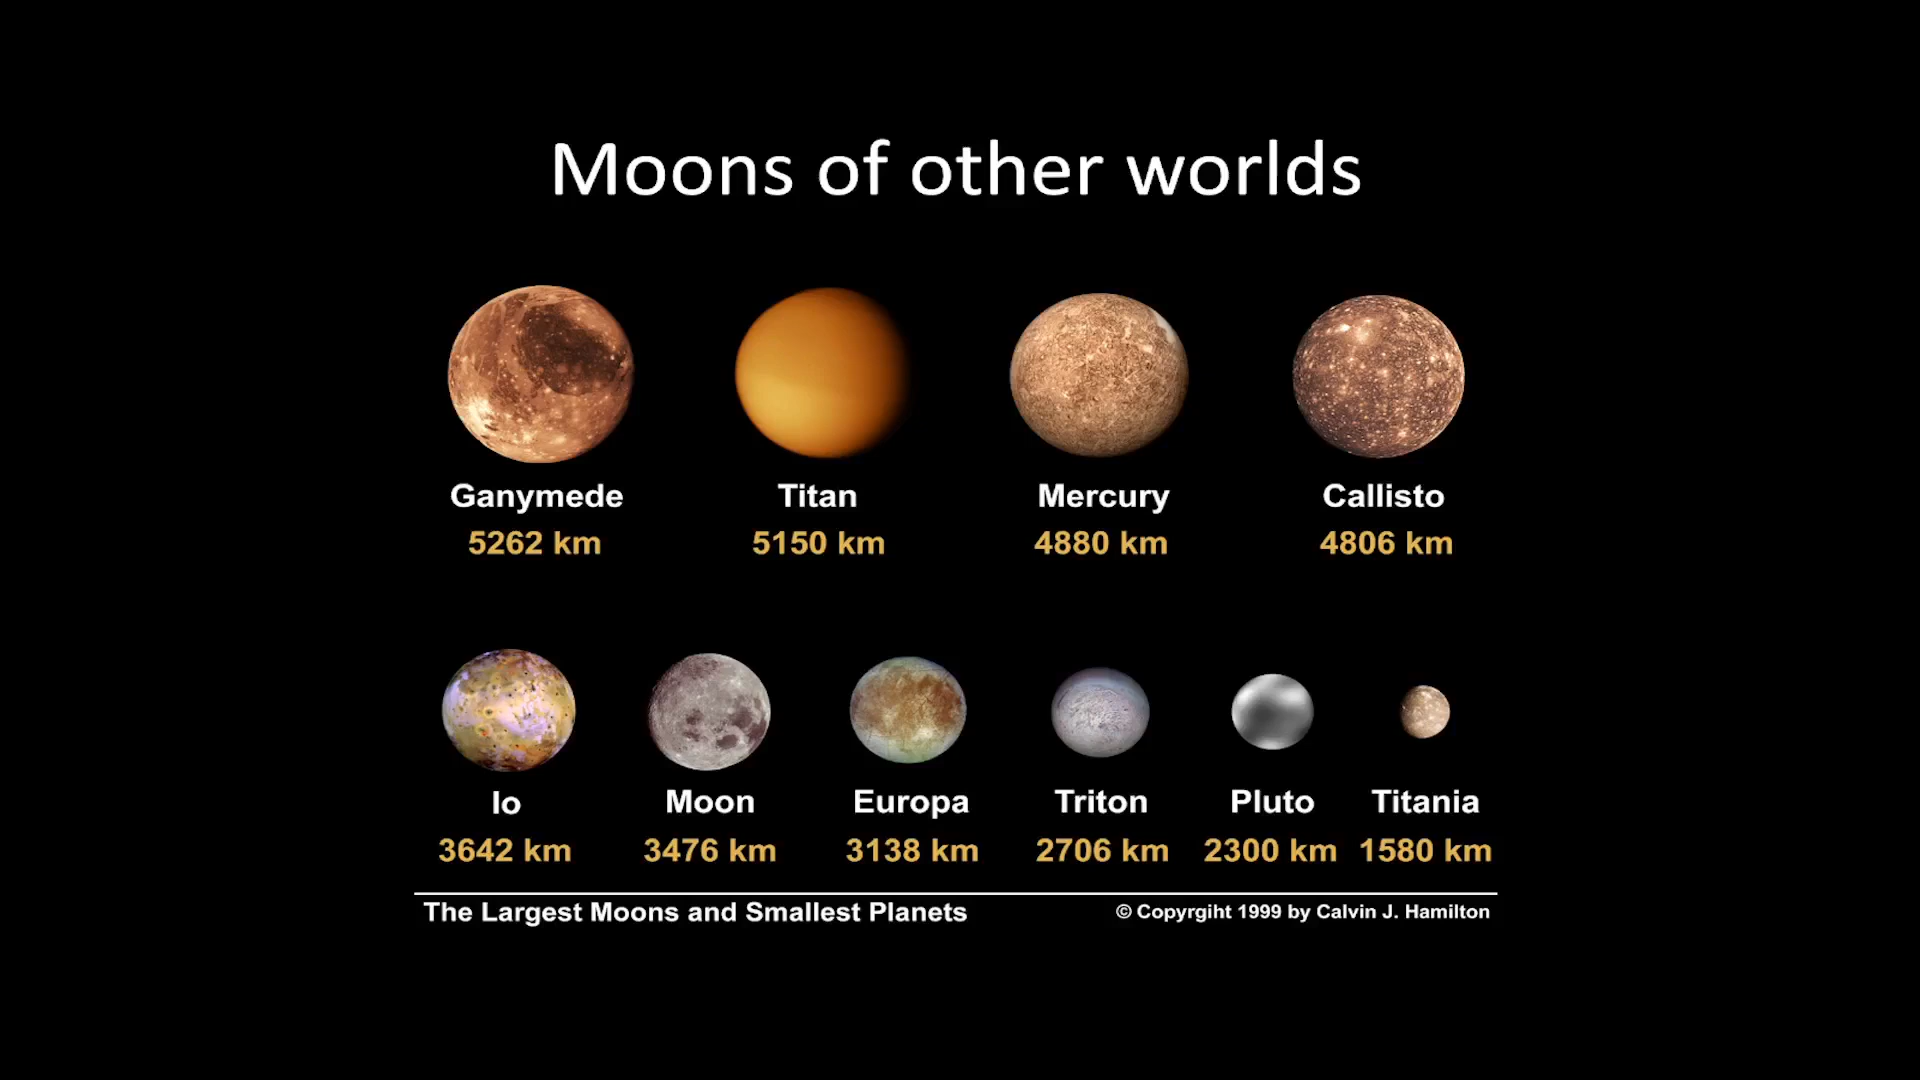 Moons of other worlds
Ganymede Titan Mercury Callisto
5262 km 5150 km 4880 km 4806 km
Io Moon Europa Triton Pluto Titania
3642 km 3476 km 3138 km 2706 km 2300 km 1580 km
The Largest Moons and Smallest Planets © Copyrgiht 1999 by Calvin J. Hamilton